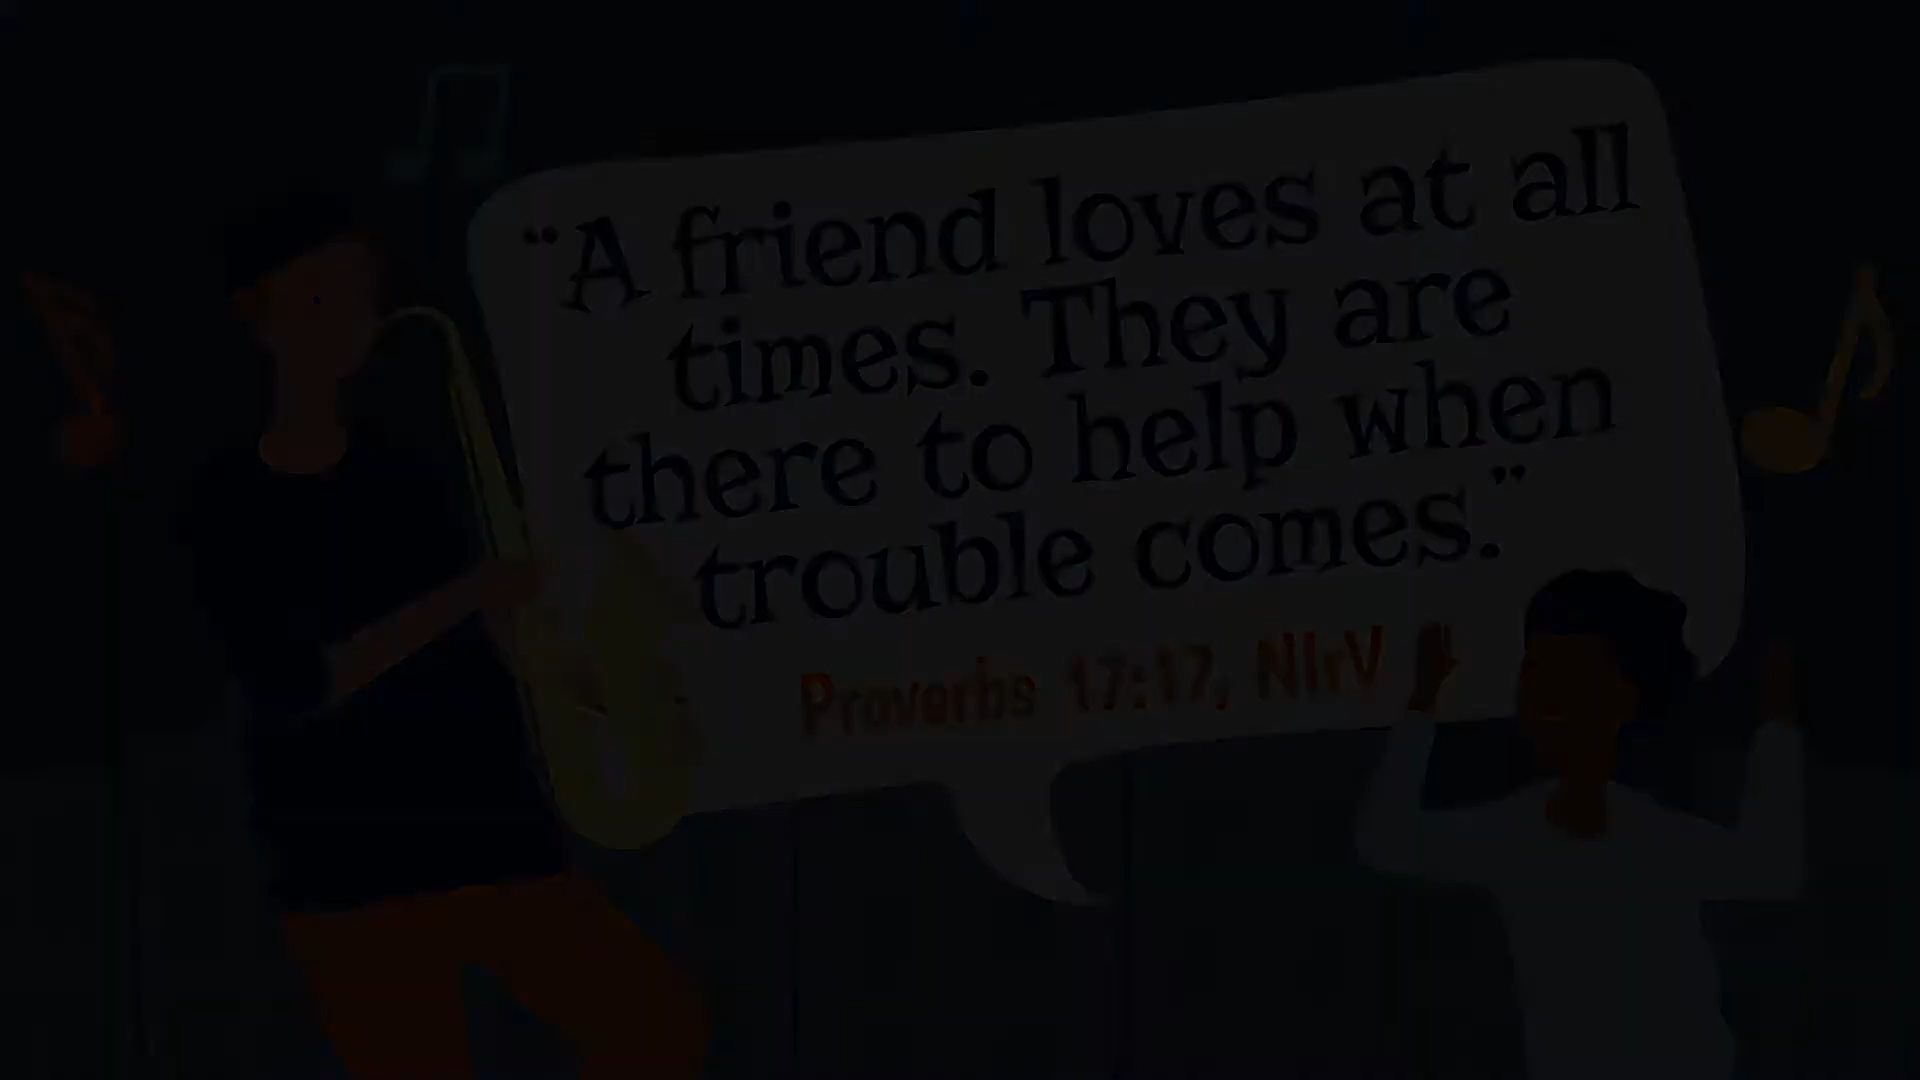 “A friend loves at all
times. They are
there to help when
trouble comes.”
Proverbs 17:17, NIrV